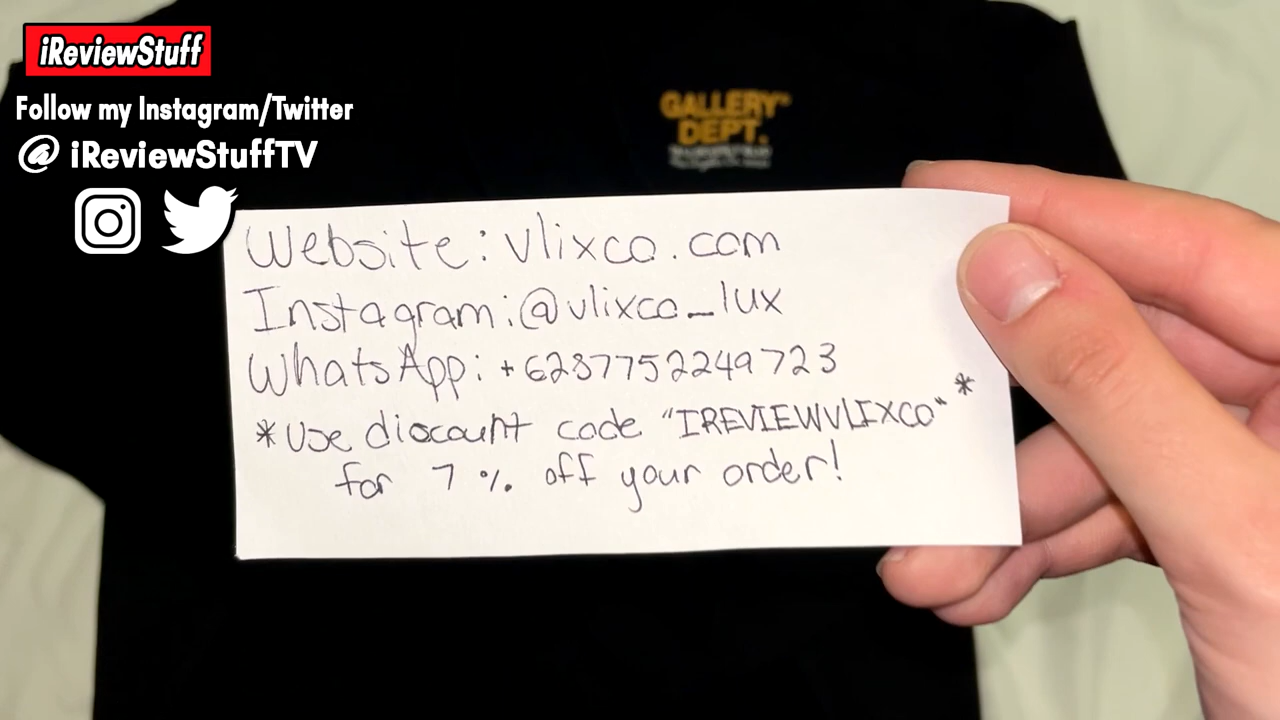 iReviewStuff
Follow my Instagram/Twitter
@ iReviewStuffTV
GALLERY
DEPT.
Website: vlixco.com
Instagram: @vlixco_lux
WhatsApp: +6287752249723
*Use discount code "IREVIEWVLIXCO"*
for 7% off your order!